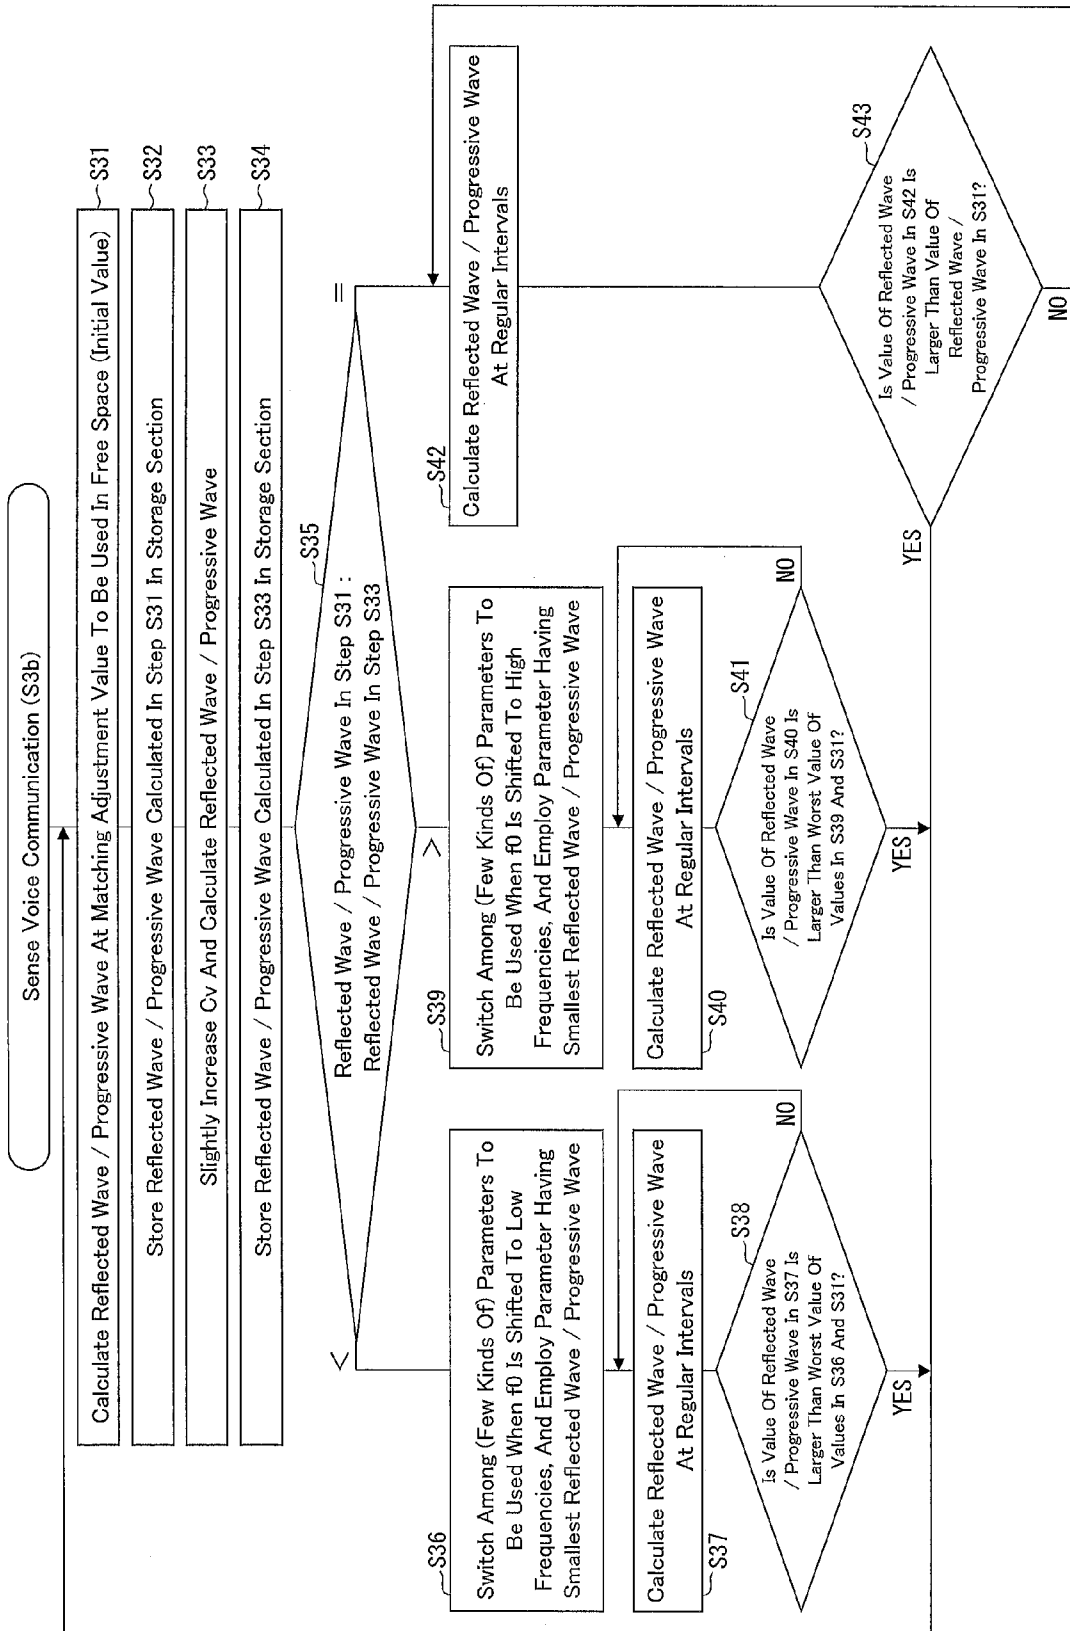 Sense Voice Communication (S3b)
Calculate Reflected Wave / Progressive Wave At Matching Adjustment Value To Be Used In Free Space (Initial Value)
S31
Store Reflected Wave / Progressive Wave Calculated In Step S31 In Storage Section
S32
Slightly Increase Cv And Calculate Reflected Wave / Progressive Wave
S33
Store Reflected Wave / Progressive Wave Calculated In Step S33 In Storage Section
S34
S35
Reflected Wave / Progressive Wave In Step S31 :
Reflected Wave / Progressive Wave In Step S33
<
>
=
S36
Switch Among (Few Kinds Of) Parameters To
Be Used When f0 Is Shifted To Low
Frequencies, And Employ Parameter Having
Smallest Reflected Wave / Progressive Wave
S37
Calculate Reflected Wave / Progressive Wave
At Regular Intervals
S38
Is Value Of Reflected Wave
/ Progressive Wave In S37 Is
Larger Than Worst Value Of
Values In S36 And S31?
NO
YES
S39
Switch Among (Few Kinds Of) Parameters To
Be Used When f0 Is Shifted To High
Frequencies, And Employ Parameter Having
Smallest Reflected Wave / Progressive Wave
S40
Calculate Reflected Wave / Progressive Wave
At Regular Intervals
S41
Is Value Of Reflected Wave
/ Progressive Wave In S40 Is
Larger Than Worst Value Of
Values In S39 And S31?
NO
YES
S42
Calculate Reflected Wave / Progressive Wave
At Regular Intervals
S43
Is Value Of Reflected Wave
/ Progressive Wave In S42 Is
Larger Than Value Of
Reflected Wave /
Progressive Wave In S31?
YES
NO